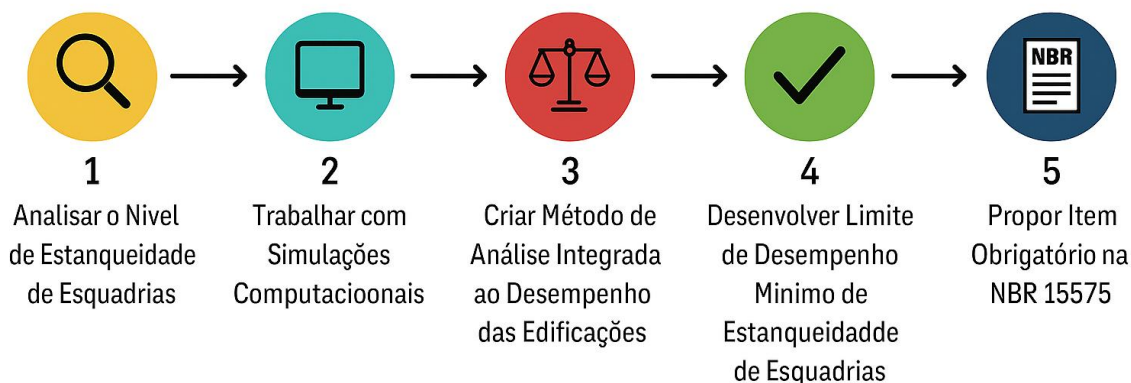 NBR
1
Analisar o Nivel
de Estanqueidade
de Esquadrias
2
Trabalhar com
Simulações
Computacioonais
3
Criar Método de
Análise Integrada
ao Desempenho
das Edificações
4
Desenvolver Limite
de Desempenho
Minimo de
Estanqueidadde
de Esquadrias
5
Propor Item
Obrigatório na
NBR 15575